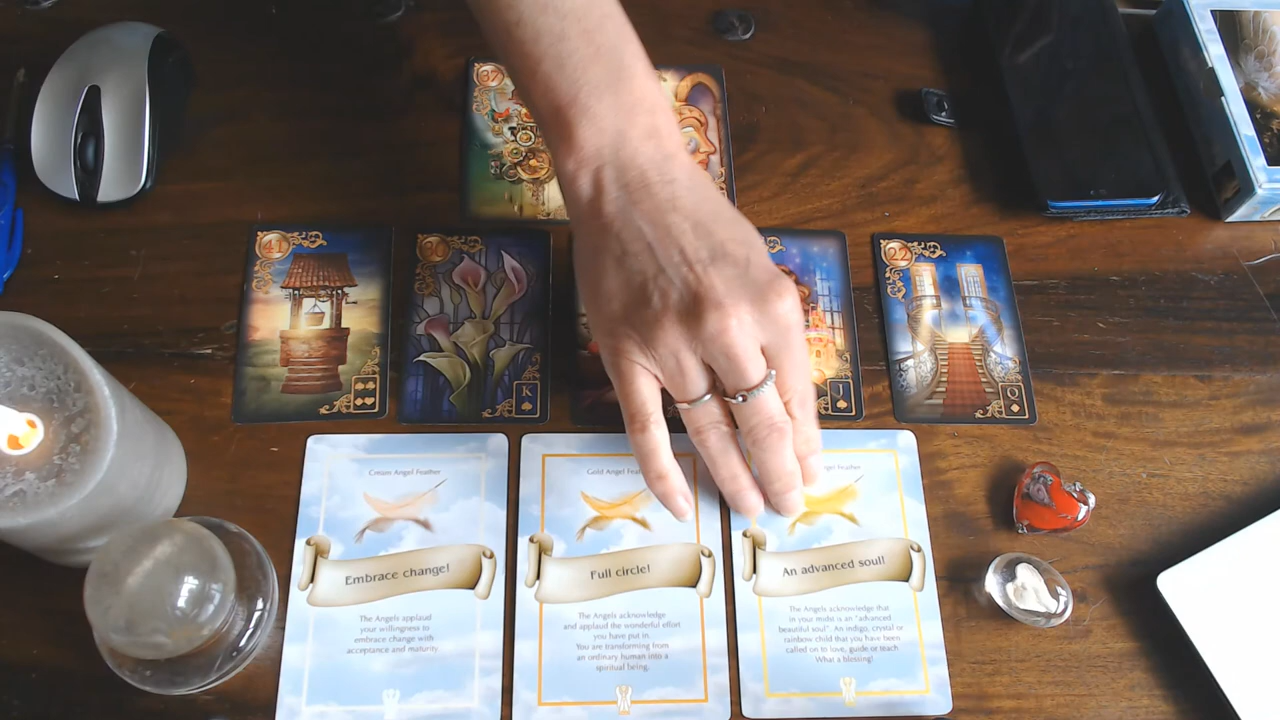 37
41
30
K
J
22
Q
Cream Angel Feather
Embrace change!
The Angels applaud
your willingness to
embrace change with
acceptance and maturity
Gold Angel
Full circle!
The Angels acknowledge
and applaud the wonderful effort
you have put in.
You are transforming from
an ordinary human into a
spiritual being.
Feather
An advanced soul!
The Angels acknowledge that
in your midst is an "advanced
beautiful soul". An indigo, crystal or
rainbow child that you have been
called on to love, guide or teach
What a blessing!